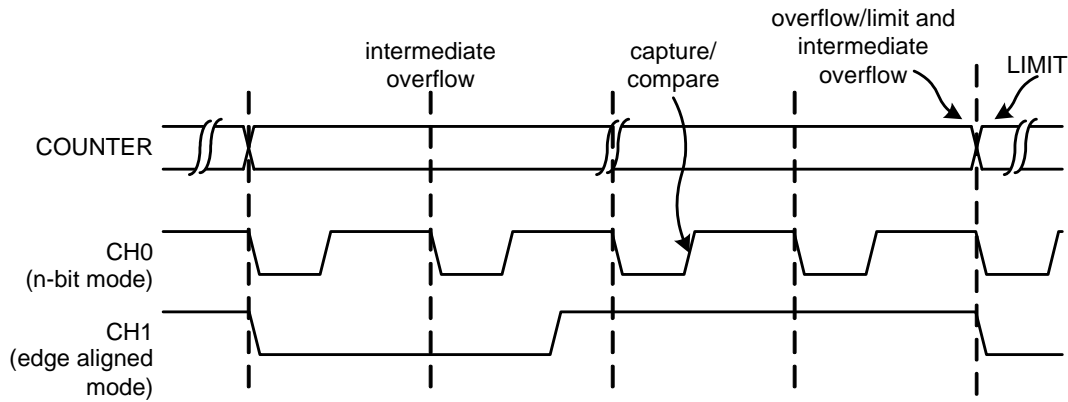 overflow/limit and
intermediate
overflow
intermediate
overflow
capture/
compare
LIMIT
COUNTER
CH0
(n-bit mode)
CH1
(edge aligned
mode)